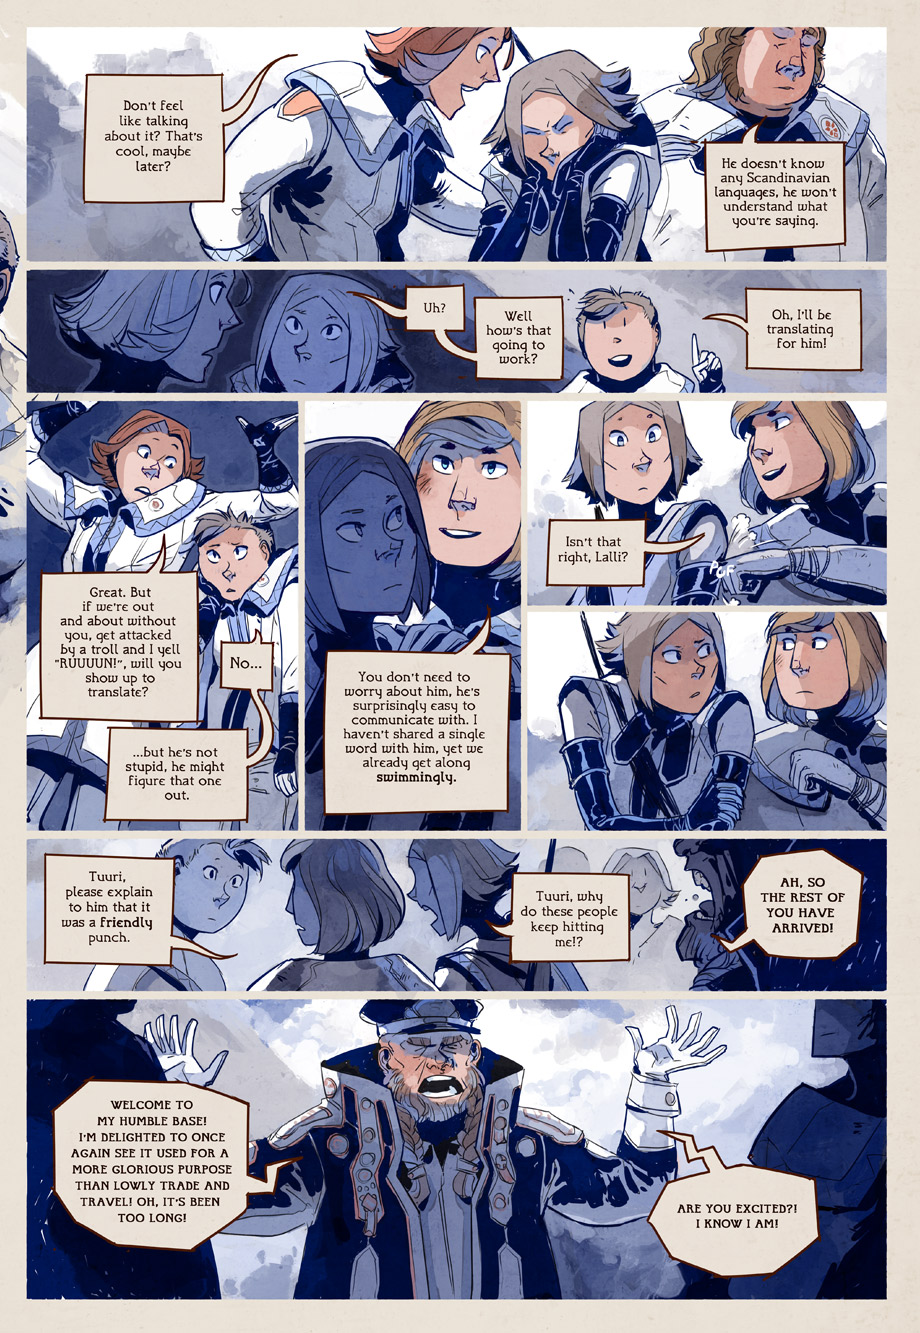 Don't feel
like talking
about it? That's
cool, maybe
later?
He doesn't know
any Scandinavian
languages, he won't
understand what
you're saying.
Uh?
Well
how's that
going to
work?
Oh, I'll be
translating
for him!
Great. But
if we're out
and about without
you, get attacked
by a troll and I yell
"RUUUUN!", will you
show up to
translate?
No...
...but he's not
stupid, he might
figure that one
out.
You don't need to
worry about him, he's
surprisingly easy to
communicate with. I
haven't shared a single
word with him, yet we
already get along
swimmingly.
Isn't that
right, Lalli?
POF
Tuuri,
please explain
to him that it
was a friendly
punch.
Tuuri, why
do these people
keep hitting
me!?
AH, SO
THE REST OF
YOU HAVE
ARRIVED!
WELCOME TO
MY HUMBLE BASE!
I'M DELIGHTED TO ONCE
AGAIN SEE IT USED FOR A
MORE GLORIOUS PURPOSE
THAN LOWLY TRADE AND
TRAVEL! OH, IT'S BEEN
TOO LONG!
ARE YOU EXCITED?!
I KNOW I AM!